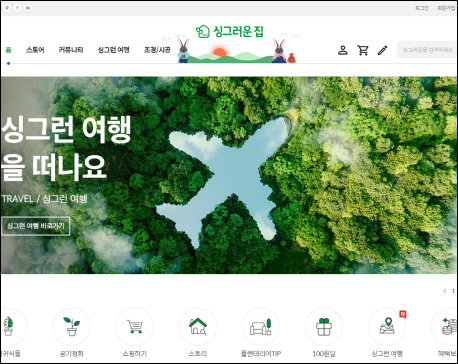 로그인 회원가입
싱그러운 집
홈 스토어 커뮤니티 싱그런 여행 조경/시공
싱그러움을 검색하세요
싱그런 여행
을 떠나요
TRAVEL / 싱그런 여행
싱그런 여행 바로가기
1
N
귀식물 공기정화 쇼핑하기 스토리 플랜테리어TIP 100원딜 싱그런 여행 혜택보